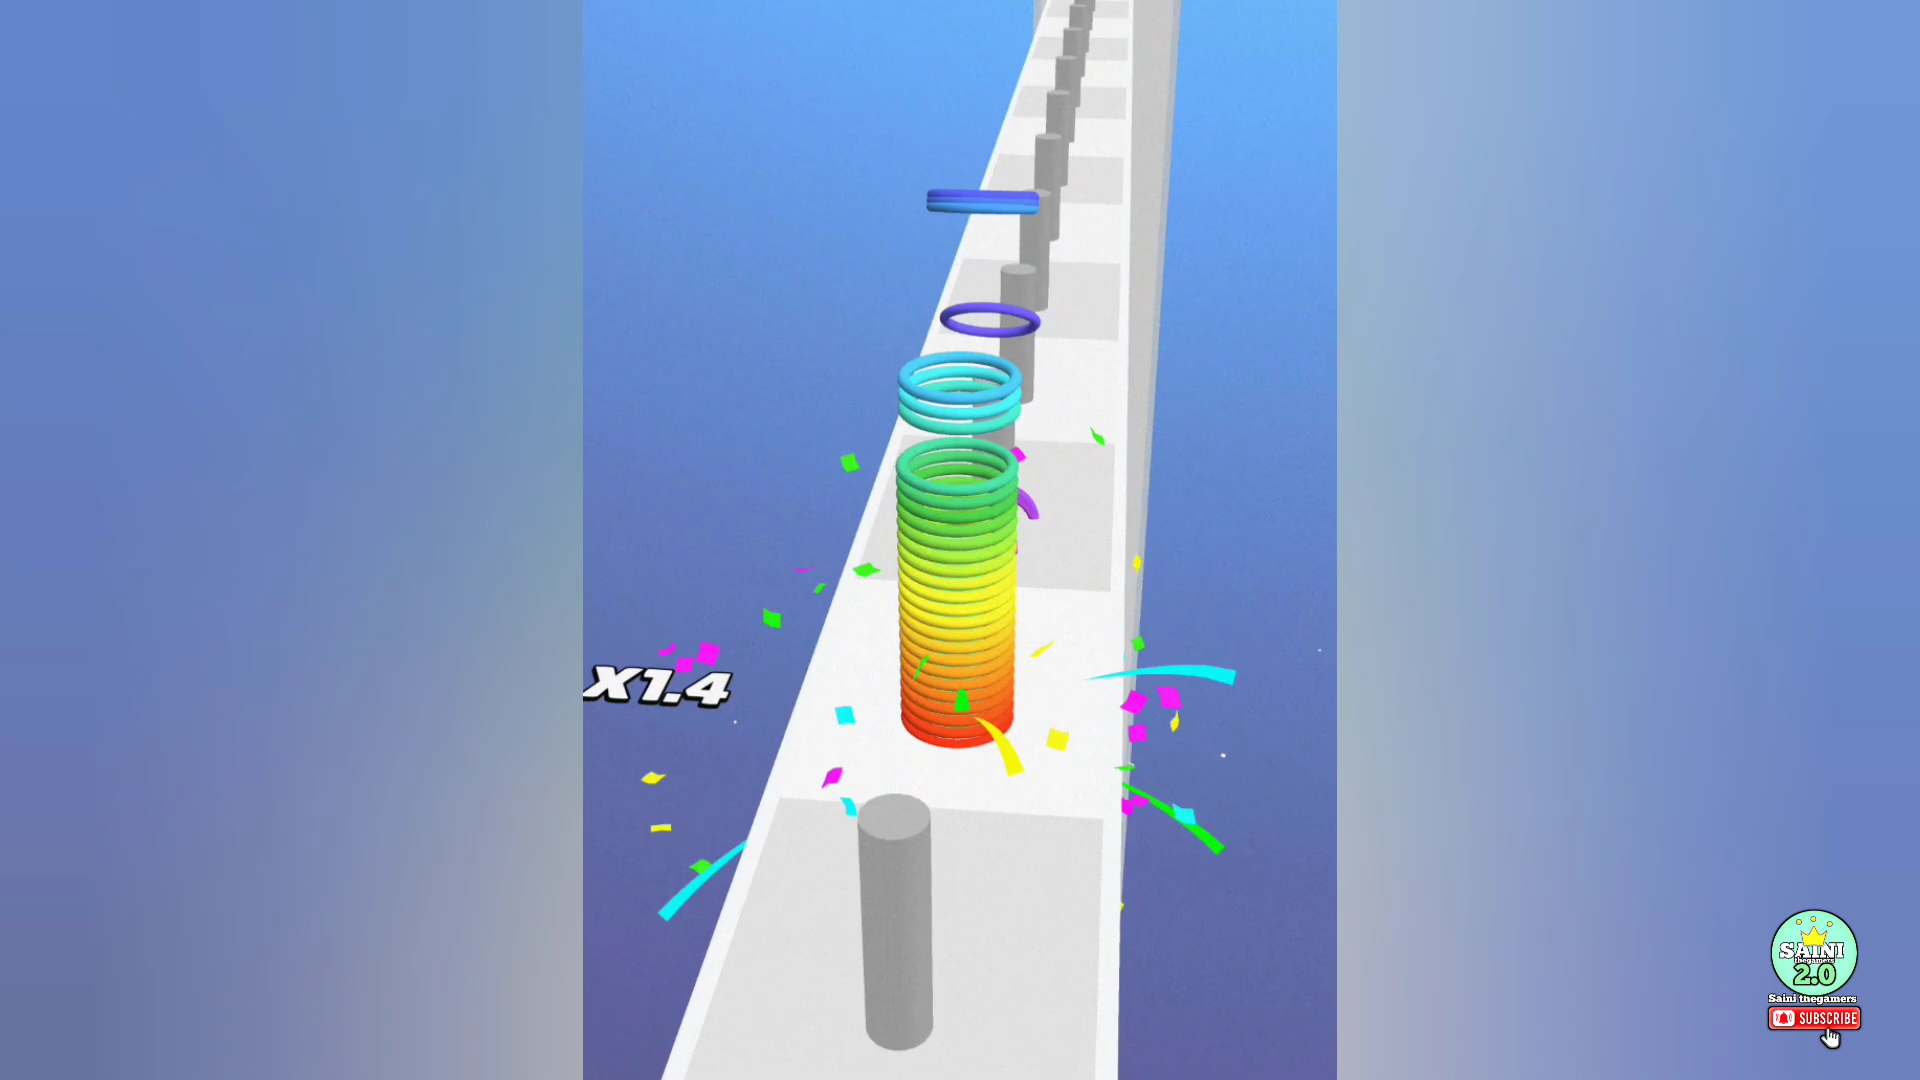 X1.4
SAINI
thegamers
2.0
Saini thegamers
SUBSCRIBE